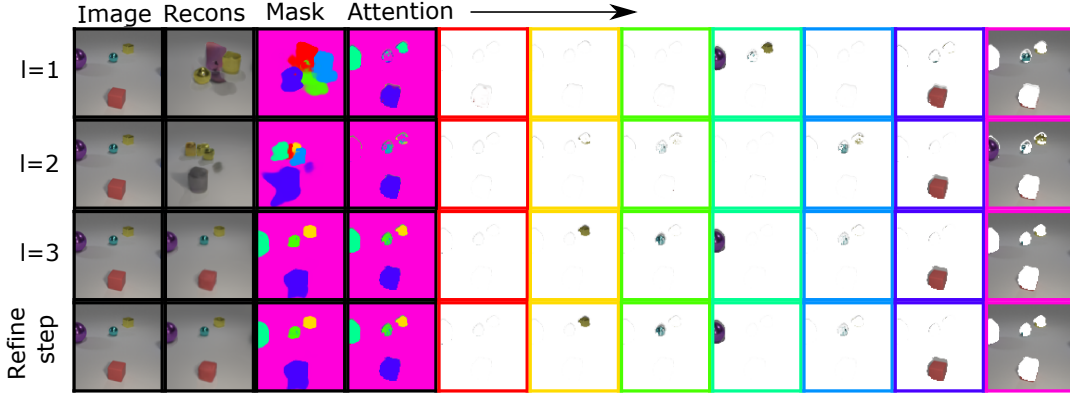 Image Recons Mask Attention
l=1
l=2
l=3
Refine
step